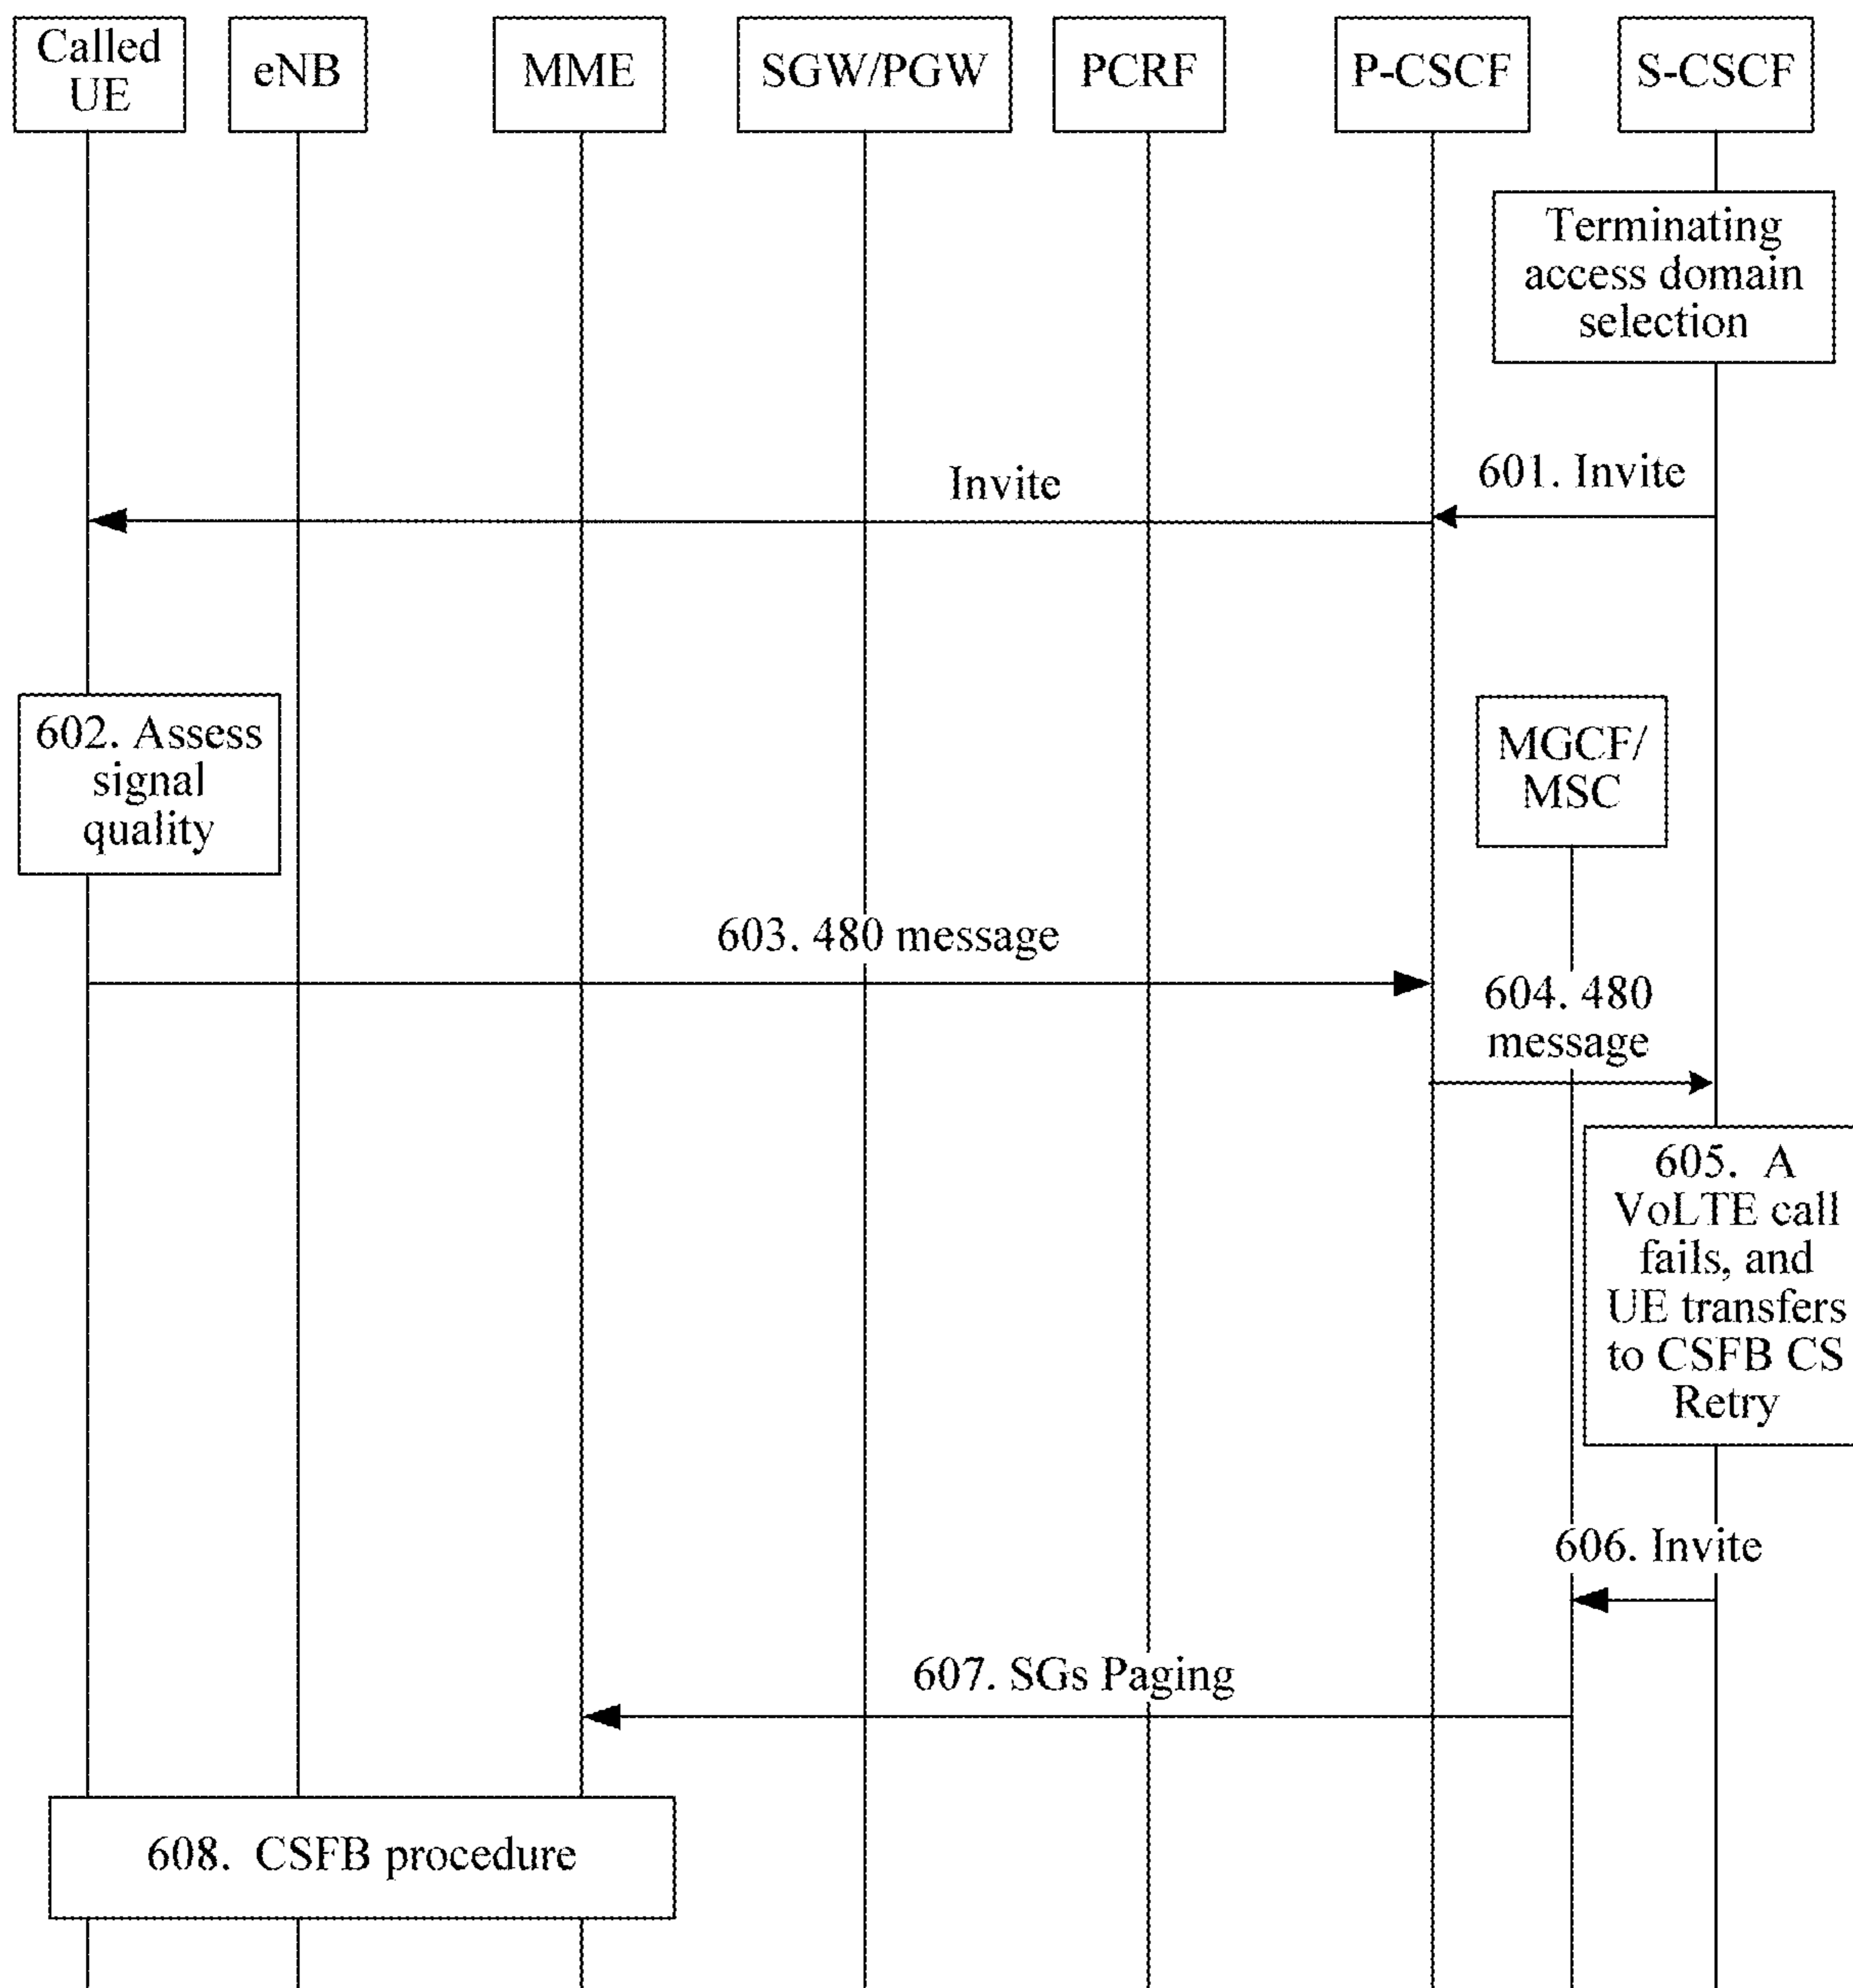 Called
UE
eNB
MME
SGW/PGW
PCRF
P-CSCF
S-CSCF
Terminating
access domain
selection
601. Invite
Invite
602. Assess
signal
quality
MGCF/
MSC
603. 480 message
604. 480
message
605. A
VoLTE call
fails, and
UE transfers
to CSFB CS
Retry
606. Invite
607. SGs Paging
608. CSFB procedure